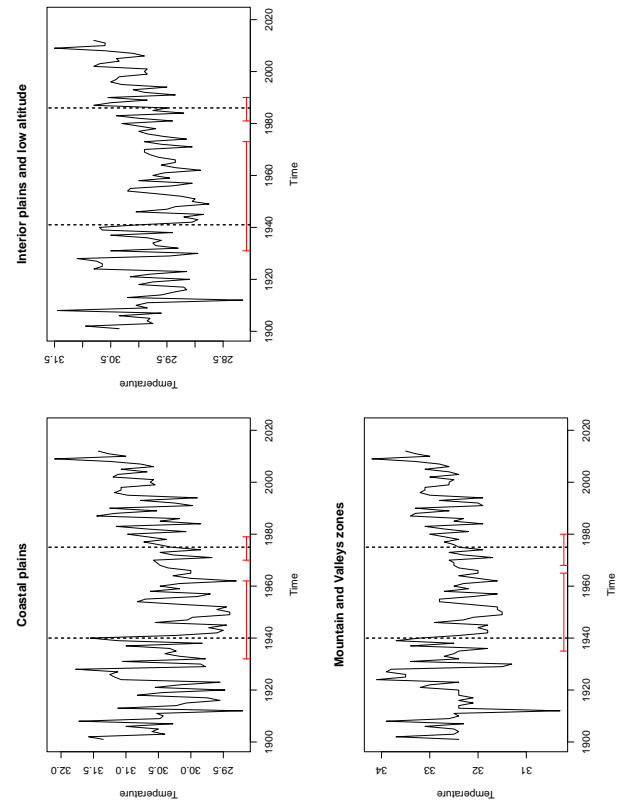 Coastal plains
Temperature
32.0
31.5
31.0
30.5
30.0
29.5
1900 1920 1940 1960 1980 2000 2020
Time
Interior plains and low altitude
Temperature
31.5
30.5
29.5
28.5
1900 1920 1940 1960 1980 2000 2020
Time
Mountain and Valleys zones
Temperature
34
33
32
31
1900 1920 1940 1960 1980 2000 2020
Time